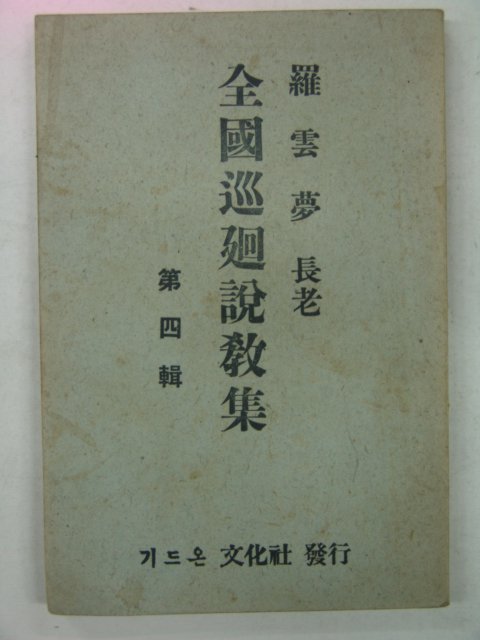 羅雲夢 長老
全國巡廻說敎集
第四輯
기드온 文化社 發行